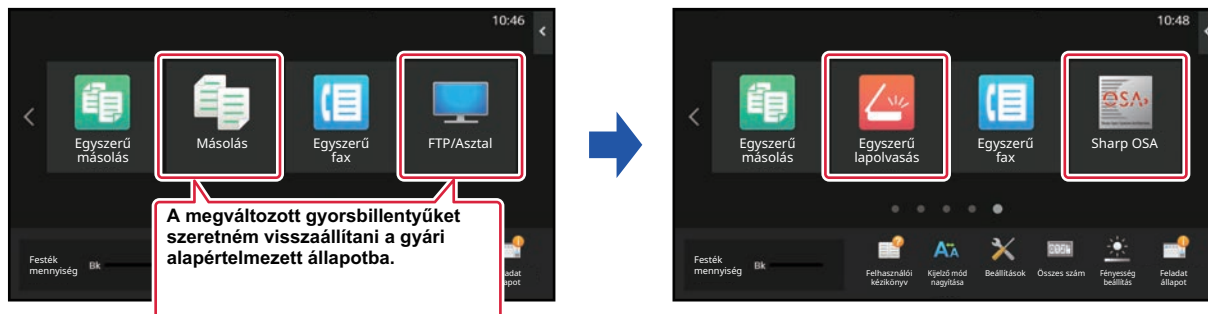 10:46
Egyszerű
másolás
Másolás
Egyszerű
fax
FTP/Asztal
A megváltozott gyorsbillentyűket
szeretném visszaállítani a gyári
alapértelmezett állapotba.
Festék
mennyiség
Bk
10:48
Egyszerű
másolás
Egyszerű
lapolvasás
Egyszerű
fax
OSA
Sharp OSA
Festék
mennyiség
Bk
Felhasználói
kézikönyv
Kijelző mód
nagyítása
Beállítások
Összes szám
Fényesség
beállítás
Feladat
állapot